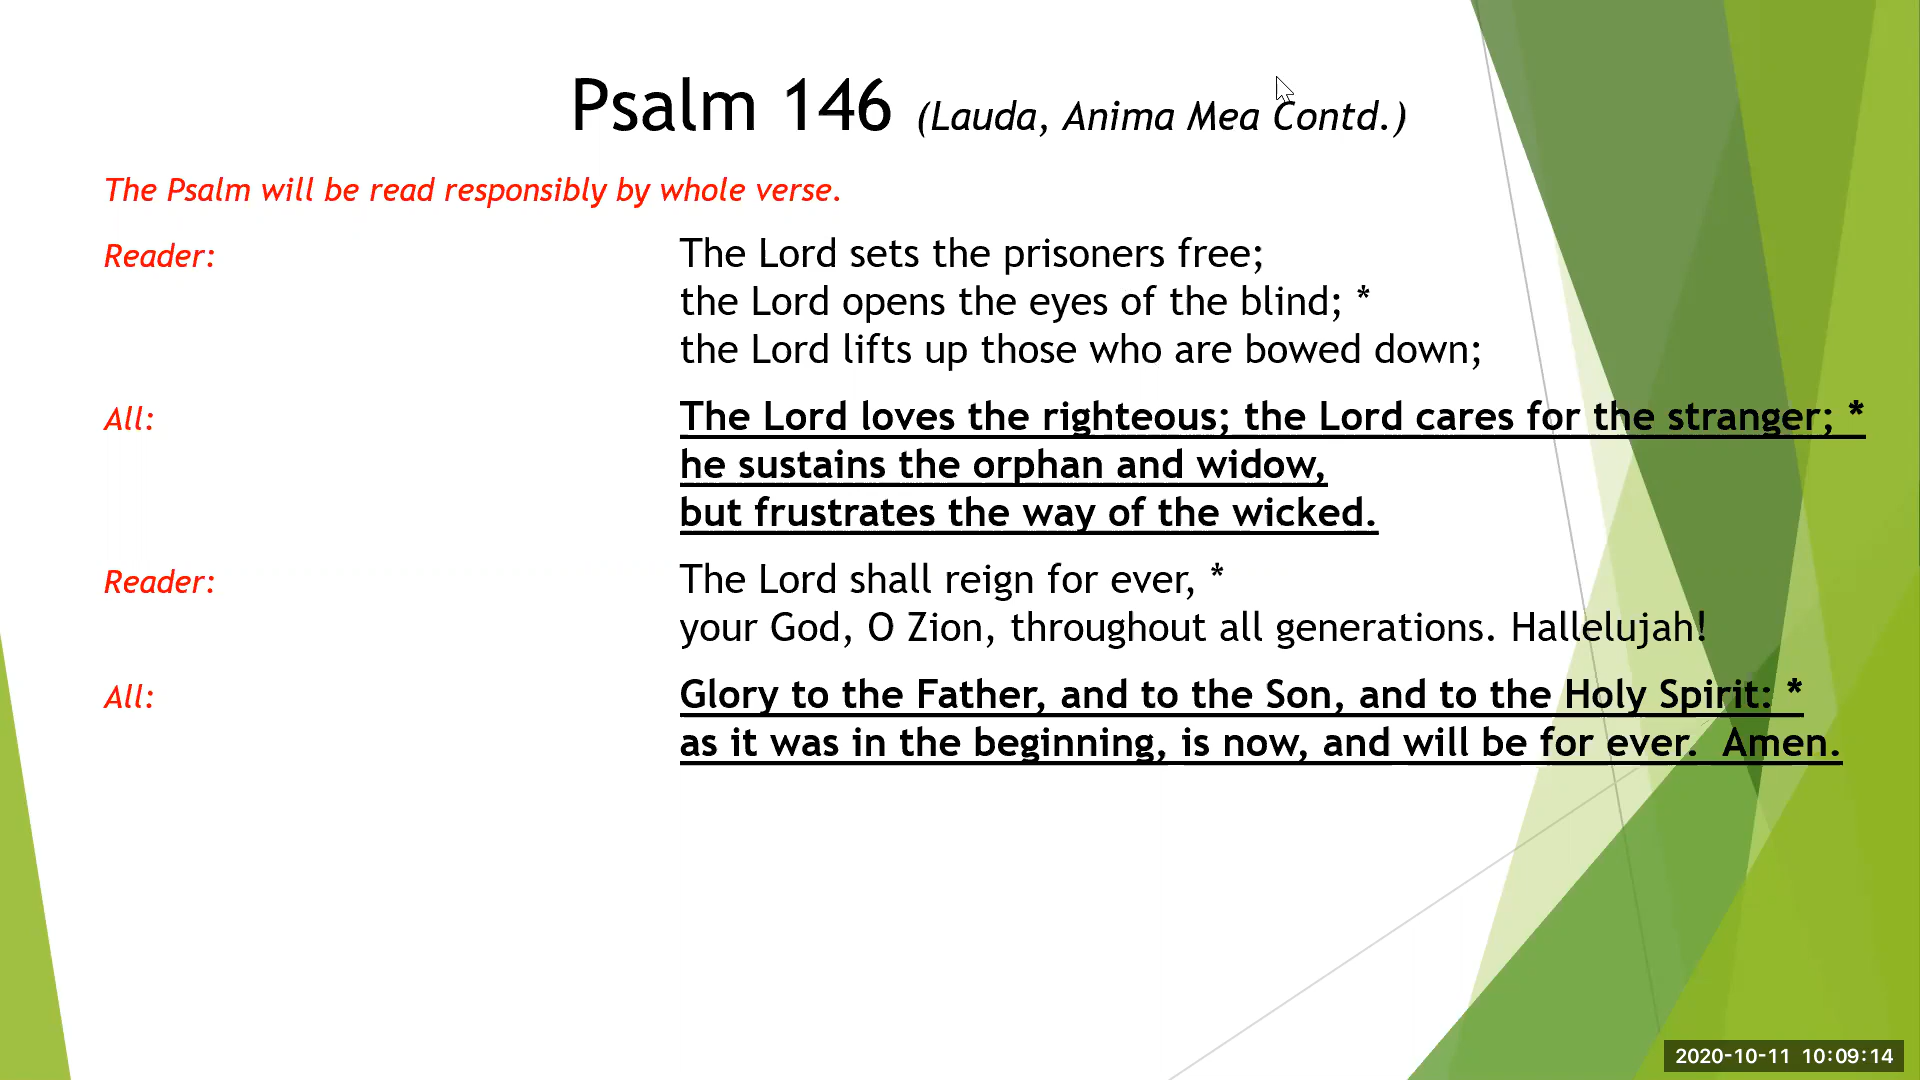 Psalm 146 (Lauda, Anima Mea Contd.)
The Psalm will be read responsibly by whole verse.
Reader: The Lord sets the prisoners free;
the Lord opens the eyes of the blind; *
the Lord lifts up those who are bowed down;
All: The Lord loves the righteous; the Lord cares for the stranger; *
he sustains the orphan and widow,
but frustrates the way of the wicked.
Reader: The Lord shall reign for ever, *
your God, O Zion, throughout all generations. Hallelujah!
All: Glory to the Father, and to the Son, and to the Holy Spirit: *
as it was in the beginning, is now, and will be for ever. Amen.
2020-10-11 10:09:14